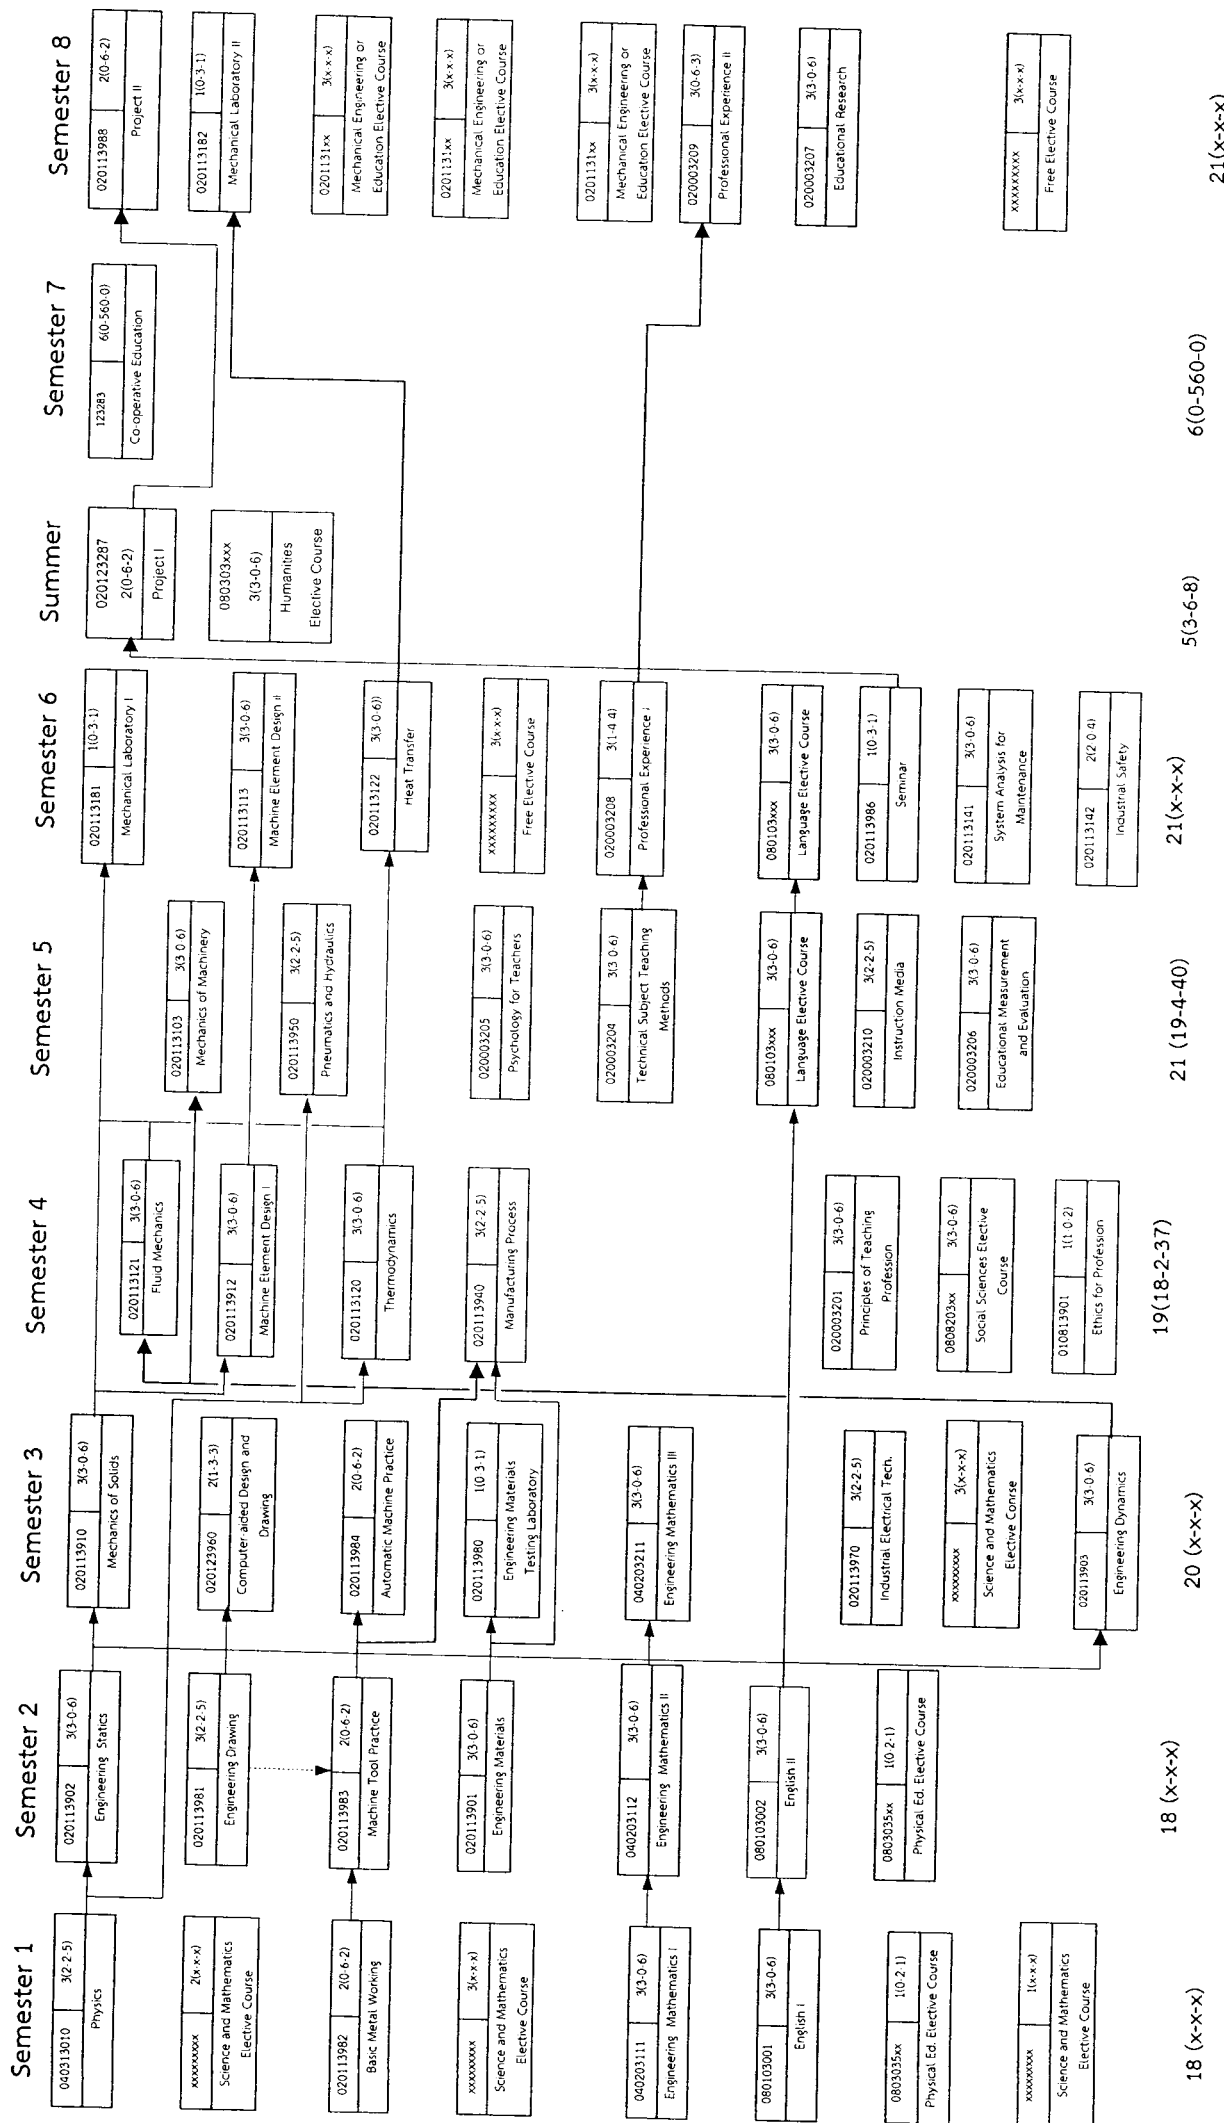 Semester 1
040313010 3(2-2-5)
Physics
xxxxxxxxx 2(x-x-x)
Science and Mathematics
Elective Course
020113982 2(0-6-2)
Basic Metal Working
xxxxxxxxx 3(x-x-x)
Science and Mathematics
Elective Course
040203111 3(3-0-6)
Engineering Mathematics I
080103001 3(3-0-6)
English I
0803035xx 1(0-2-1)
Physical Ed. Elective Course
xxxxxxxxx 1(x-x-x)
Science and Mathematics
Elective Course
18 (x-x-x)
Semester 2
020113902 3(3-0-6)
Engineering Statics
020113981 3(2-2-5)
Engineering Drawing
020113983 2(0-6-2)
Machine Tool Practice
020113901 3(3-0-6)
Engineering Materials
040203112 3(3-0-6)
Engineering Mathematics II
080103002 3(3-0-6)
English II
0803035xx 1(0-2-1)
Physical Ed. Elective Course
18 (x-x-x)
Semester 3
020113910 3(3-0-6)
Mechanics of Solids
020123960 2(1-3-3)
Computer-aided Design and
Drawing
020113984 2(0-6-2)
Automatic Machine Practice
020113980 1(0-3-1)
Engineering Materials
Testing Laboratory
040203211 3(3-0-6)
Engineering Mathematics III
020113970 3(2-2-5)
Industrial Electrical Tech.
xxxxxxxxx 3(x-x-x)
Science and Mathematics
Elective Conrse
020113903 3(3-0-6)
Engineering Dynamics
20 (x-x-x)
Semester 4
020113121 3(3-0-6)
Fluid Mechanics
020113912 3(3-0-6)
Machine Element Design I
020113120 3(3-0-6)
Thermodynamics
020113940 3(2-2-5)
Manufacturing Process
020003201 3(3-0-6)
Principles of Teaching
Profession
0808203xx 3(3-0-6)
Social Sciences Elective
Course
010813901 1(1-0-2)
Ethics for Profession
19(18-2-37)
Semester 5
020113103 3(3 0 6)
Mechanics of Machinery
020113950 3(2-2-5)
Pneumatics and Hydraulics
020003205 3(3-0-6)
Psychology for Teachers
020003204 3(3 0-6)
Technical Subject Teaching
Methods
080103xxx 3(3-0-6)
Language Elective Course
020003210 3(2-2-5)
Instruction Media
020003206 3(3 0-6)
Educational Measurement
and Evaluation
21 (19-4-40)
Semester 6
020113181 1(0-3-1)
Mechanical Laboratory I
020113113 3(3-0-6)
Machine Element Design II
020113122 3(3-0-6))
Heat Transfer
xxxxxxxxx 3(x-x-x)
Free Elective Course
020003208 3(1-4 4)
Professional Experience I
080103xxx 3(3-0-6)
Language Elective Course
020113986 1(0-3-1)
Seminar
020113141 3(3-0-6)
System Analysis for
Maintenance
020113142 2(2 0 4)
Industrial Safety
21(x-x-x)
Summer
020123287
2(0-6-2)
Project I
080303xxx
3(3-0-6)
Humanities
Elective Course
5(3-6-8)
Semester 7
123283 6(0-560-0)
Co-operative Education
6(0-560-0)
Semester 8
020113988 2(0-6-2)
Project II
020113182 1(0-3-1)
Mechanical Laboratory II
0201131xx 3(x-x-x)
Mechanical Engineering or
Education Elective Course
0201131xx 3(x-x-x)
Mechanical Engineering or
Education Elective Course
0201131xx 3(x-x-x)
Mechanical Engineering or
Education Elective Course
020003209 3(0-6-3)
Professional Experience II
020003207 3(3-0-6)
Educational Research
xxxxxxxxx 3(x-x-x)
Free Elective Course
21(x-x-x)